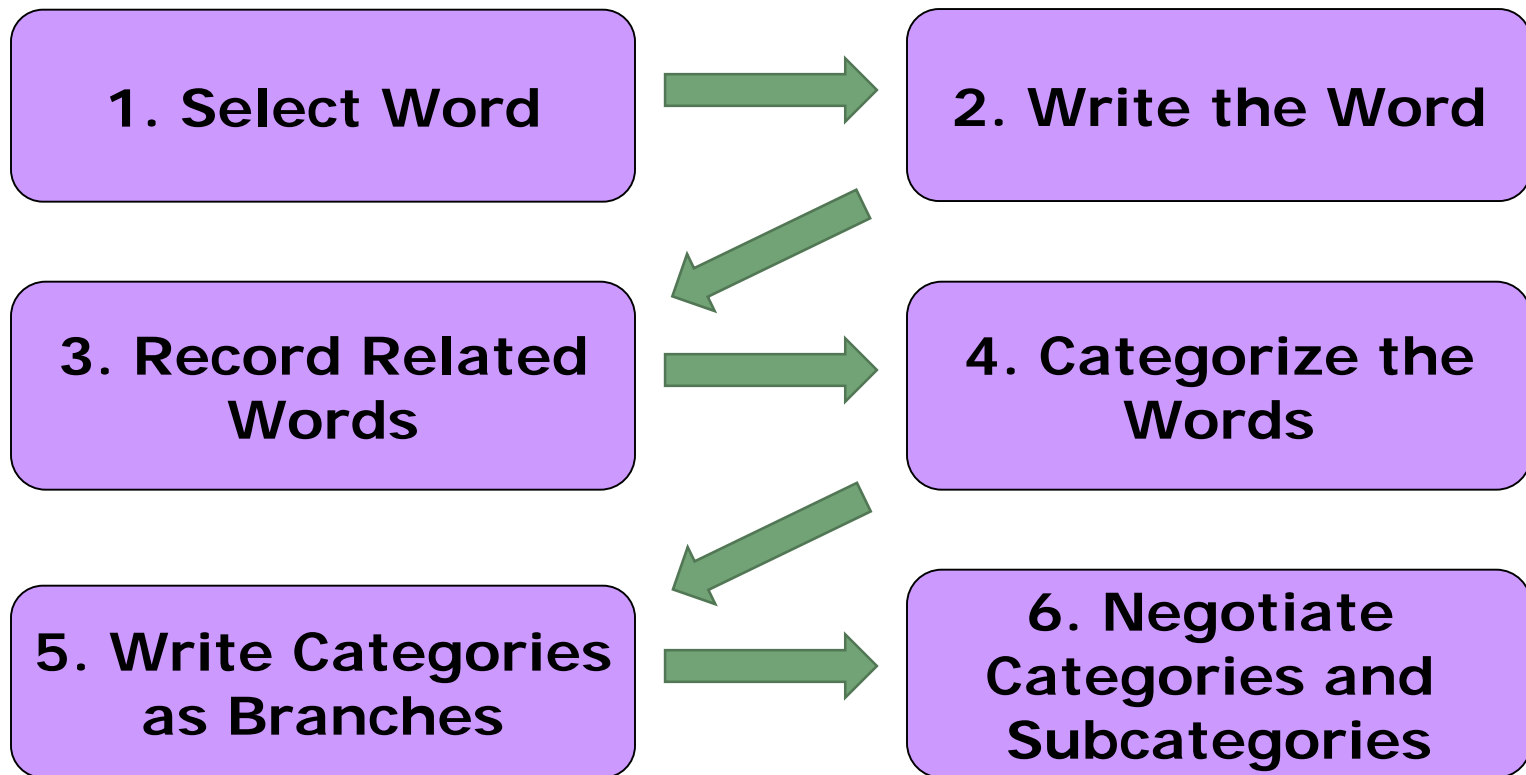 1. Select Word
2. Write the Word
3. Record Related
Words
4. Categorize the
Words
5. Write Categories
as Branches
6. Negotiate
Categories and
Subcategories